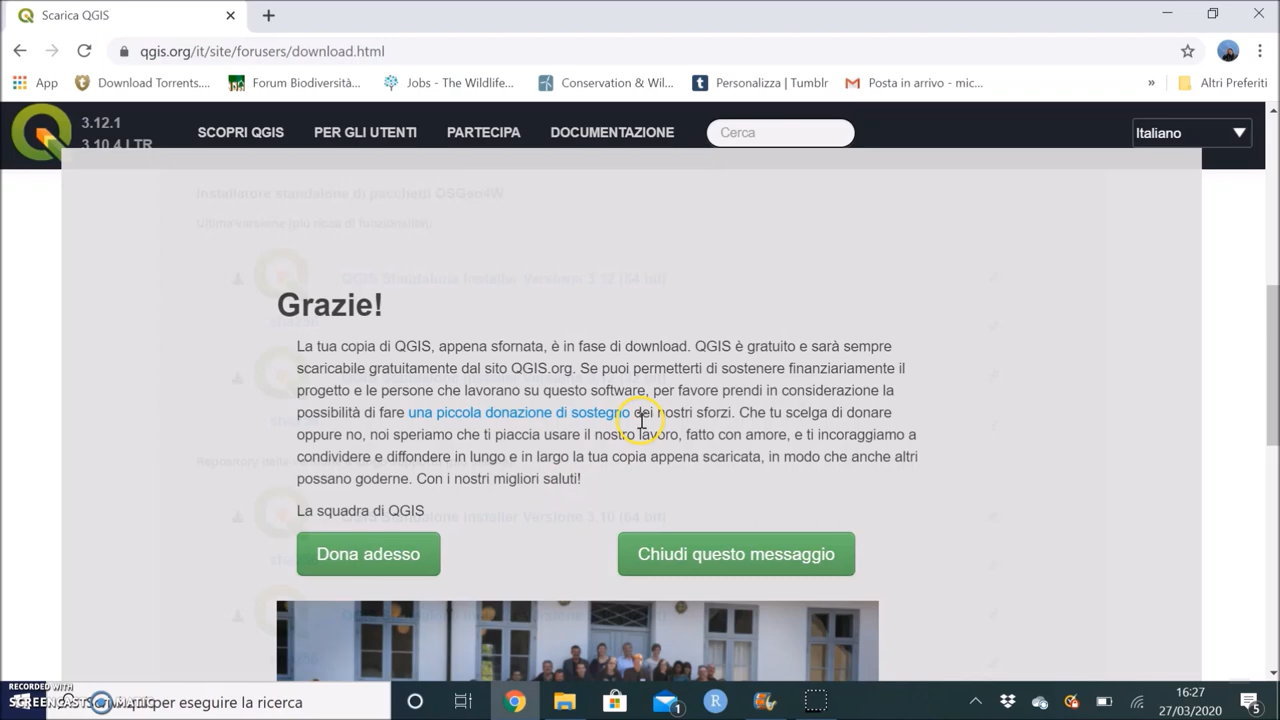 Scarica QGIS
qgis.org/it/site/forusers/download.html
App Download Torrents.... Forum Biodiversità... Jobs - The Wildlife... Conservation & Wil... Personalizza | Tumblr Posta in arrivo - mic... » Altri Preferiti
3.12.1
3.10.4 LTR
SCOPRI QGIS PER GLI UTENTI PARTECIPA DOCUMENTAZIONE Cerca Italiano
Installatore standalone di pacchetti OSGeo4W
QGIS Standalone Installer Versione 3.12 (64 bit)
Grazie!
La tua copia di QGIS, appena sfornata, è in fase di download. QGIS è gratuito e sarà sempre
scaricabile gratuitamente dal sito QGIS.org. Se puoi permetterti di sostenere finanziariamente il
progetto e le persone che lavorano su questo software, per favore prendi in considerazione la
possibilità di fare una piccola donazione di sostegno dei nostri sforzi. Che tu scelga di donare
oppure no, noi speriamo che ti piaccia usare il nostro lavoro, fatto con amore, e ti incoraggiamo a
condividere e diffondere in lungo e in largo la tua copia appena scaricata, in modo che anche altri
possano goderne. Con i nostri migliori saluti!
La squadra di QGIS
QGIS Standalone Installer Versione 3.10 (64 bit)
Dona adesso Chiudi questo messaggio
RECORDED WITH
SCREENCAST-O-MATIC
per eseguire la ricerca
1
R
16:27
27/03/2020
5